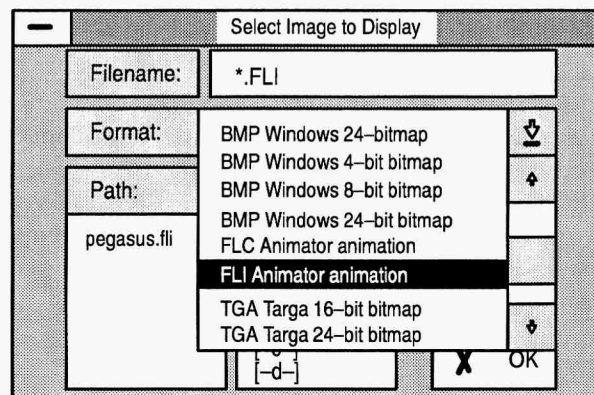 Select Image to Display
Filename:
*.FLI
Format:
BMP Windows 24–bitmap
BMP Windows 4–bit bitmap
BMP Windows 8–bit bitmap
BMP Windows 24–bitmap
FLC Animator animation
FLI Animator animation
TGA Targa 16–bit bitmap
TGA Targa 24–bit bitmap
Path:
pegasus.fli
[–d–]
OK